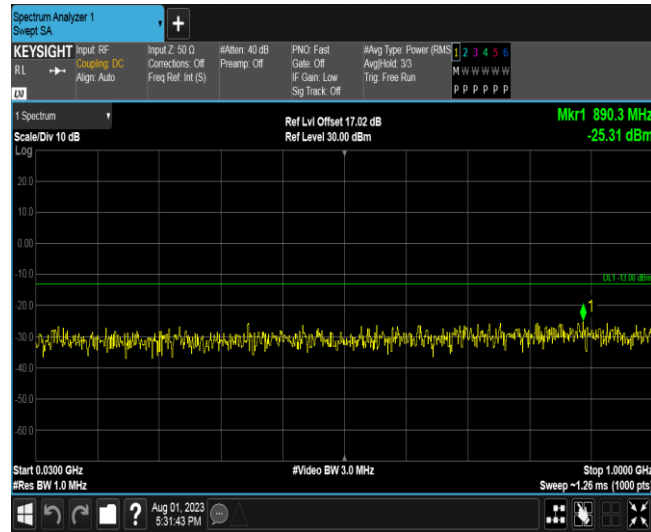 Spectrum Analyzer 1
Swept SA
+
KEYSIGHT
RL
LXI
Input: RF
Coupling: DC
Align: Auto
Input Z: 50 Ω
Corrections: Off
Freq Ref: Int (S)
#Atten: 40 dB
Preamp: Off
PNO: Fast
Gate: Off
IF Gain: Low
Sig Track: Off
#Avg Type: Power (RMS
Avg|Hold: 3/3
Trig: Free Run
1 2 3 4 5 6
M W W W W W
P P P P P P
1 Spectrum
Scale/Div 10 dB
Log
Ref Lvl Offset 17.02 dB
Ref Level 30.00 dBm
Mkr1 890.3 MHz
-25.31 dBm
20.0
10.0
0.00
-10.0
DL1 -13.00 dBm
1
-20.0
-30.0
-40.0
-50.0
-60.0
Start 0.0300 GHz
#Video BW 3.0 MHz
Stop 1.0000 GHz
#Res BW 1.0 MHz
Sweep ~1.26 ms (1000 pts)
?
Aug 01, 2023
5:31:43 PM